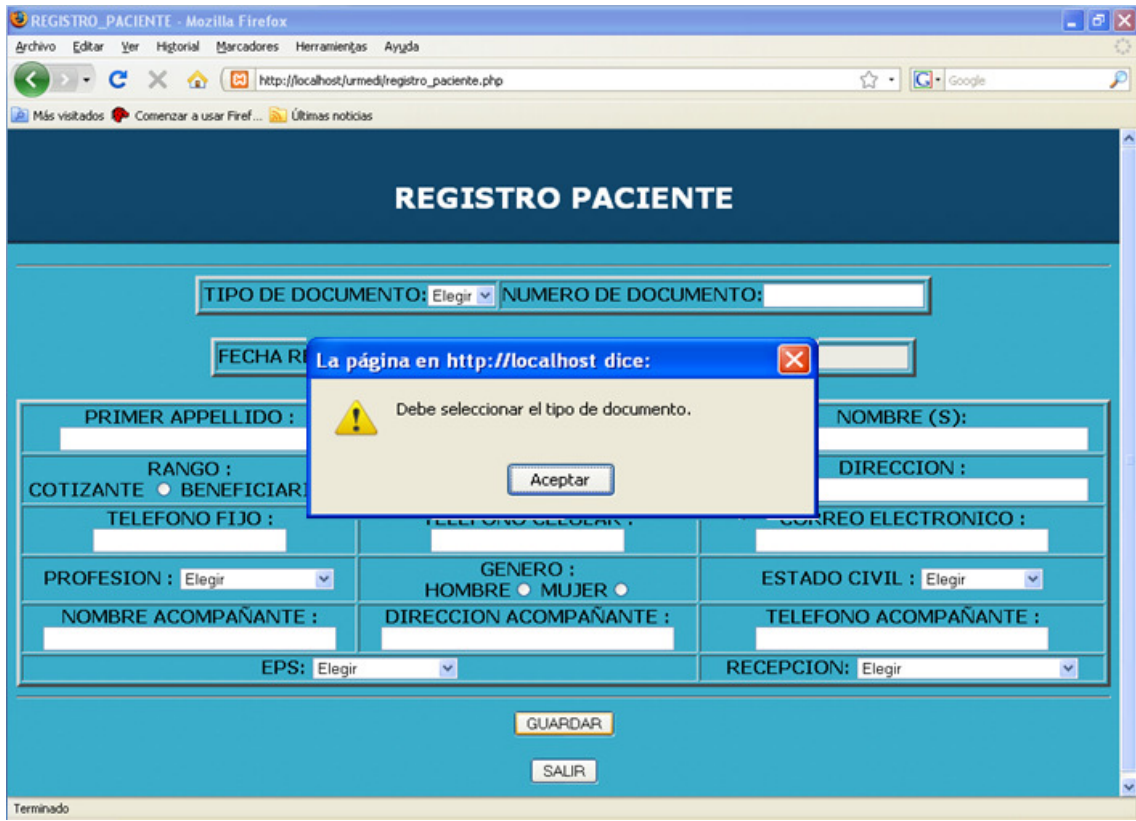 REGISTRO_PACIENTE - Mozilla Firefox
Archivo Editar Ver Historial Marcadores Herramientas Ayuda
http://localhost/urmedi/registro_paciente.php
Google
Más visitados Comenzar a usar Firef... Últimas noticias
REGISTRO PACIENTE
TIPO DE DOCUMENTO: Elegir NUMERO DE DOCUMENTO:
FECHA RE
La página en http://localhost dice:
Debe seleccionar el tipo de documento.
Aceptar
PRIMER APPELLIDO : NOMBRE (S):
RANGO : DIRECCION :
COTIZANTE BENEFICIARI
TELEFONO FIJO : TELEFONO CELULAR : CORREO ELECTRONICO :
PROFESION : Elegir GENERO : ESTADO CIVIL : Elegir
HOMBRE MUJER
NOMBRE ACOMPAÑANTE : DIRECCION ACOMPAÑANTE : TELEFONO ACOMPAÑANTE :
EPS: Elegir RECEPCION: Elegir
GUARDAR
SALIR
Terminado